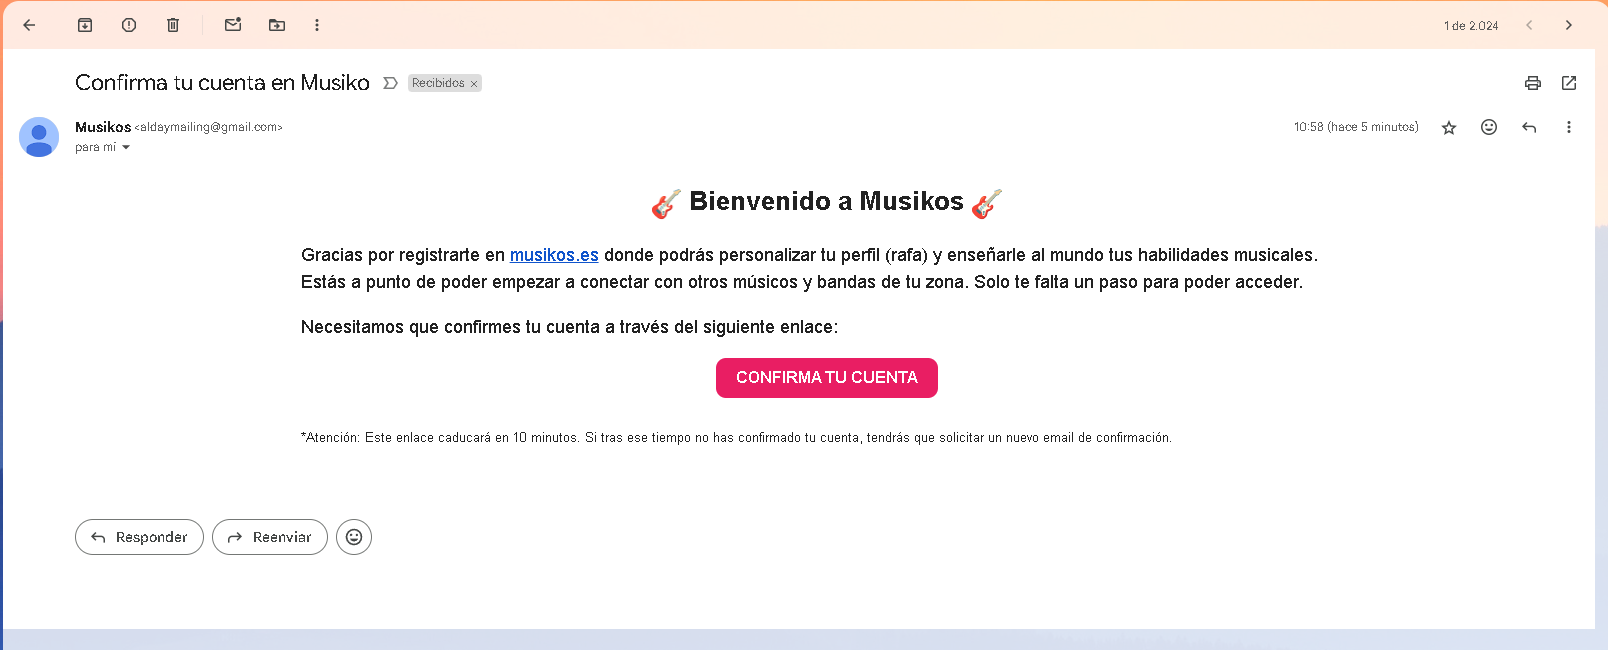 1 de 2.024
Confirma tu cuenta en Musiko Recibidos ×
Musikos <aldaymailing@gmail.com> 10:58 (hace 5 minutos)
para mí
🎸 Bienvenido a Musikos 🎸
Gracias por registrarte en musikos.es donde podrás personalizar tu perfil (rafa) y enseñarle al mundo tus habilidades musicales.
Estás a punto de poder empezar a conectar con otros músicos y bandas de tu zona. Solo te falta un paso para poder acceder.
Necesitamos que confirmes tu cuenta a través del siguiente enlace:
CONFIRMA TU CUENTA
*Atención: Este enlace caducará en 10 minutos. Si tras ese tiempo no has confirmado tu cuenta, tendrás que solicitar un nuevo email de confirmación.
Responder Reenviar